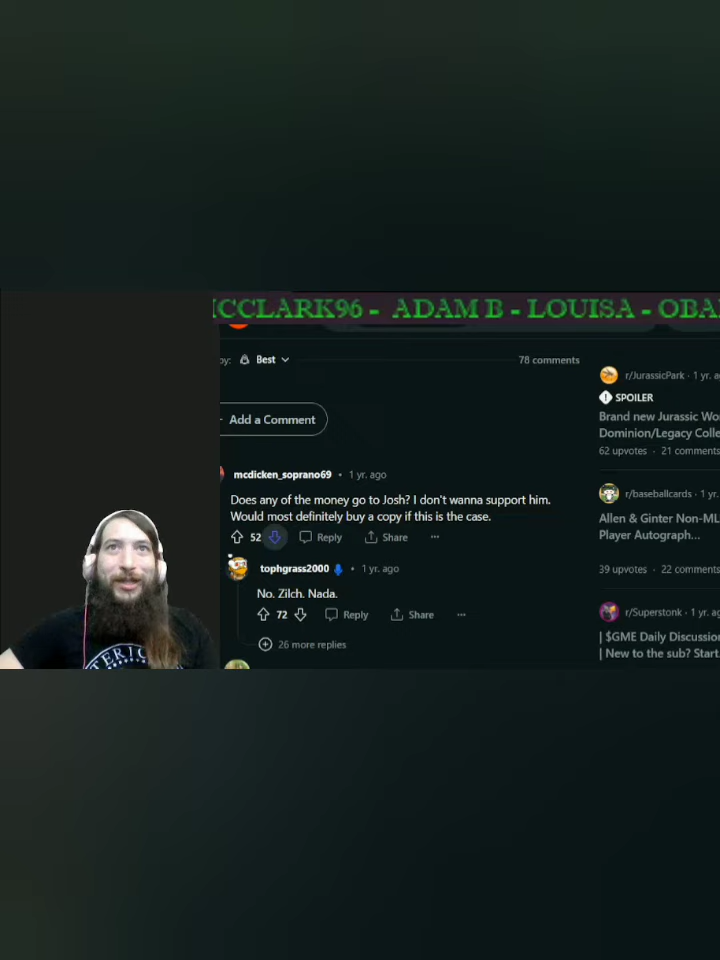 ICCLARK96 - ADAM B - LOUISA - OBA
by: Best
78 comments
Add a Comment
mcdicken_soprano69 • 1 yr. ago
Does any of the money go to Josh? I don't wanna support him.
Would most definitely buy a copy if this is the case.
52 Reply Share ...
tophgrass2000 • 1 yr. ago
No. Zilch. Nada.
72 Reply Share ...
26 more replies
r/JurassicPark · 1 yr. a
SPOILER
Brand new Jurassic Wo
Dominion/Legacy Colle
62 upvotes · 21 comments
r/baseballcards · 1 yr.
Allen & Ginter Non-ML
Player Autograph...
39 upvotes · 22 comments
r/Superstonk · 1 yr. a
| $GME Daily Discussion
| New to the sub? Start
TERIC